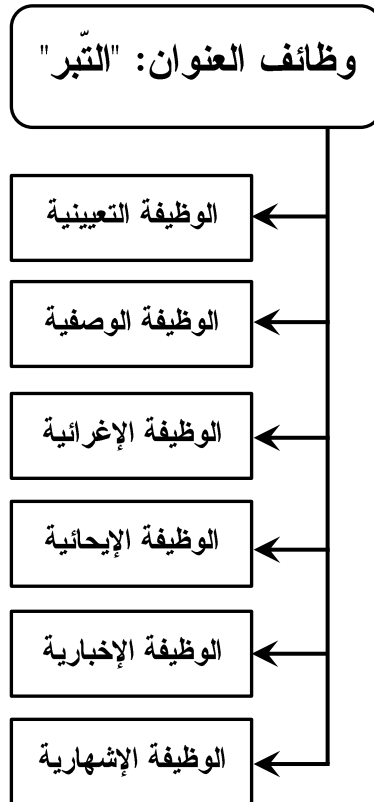 وظائف العنوان: "التّبر"
الوظيفة التعيينية
الوظيفة الوصفية
الوظيفة الإغرائية
الوظيفة الإيحائية
الوظيفة الإخبارية
الوظيفة الإشهارية